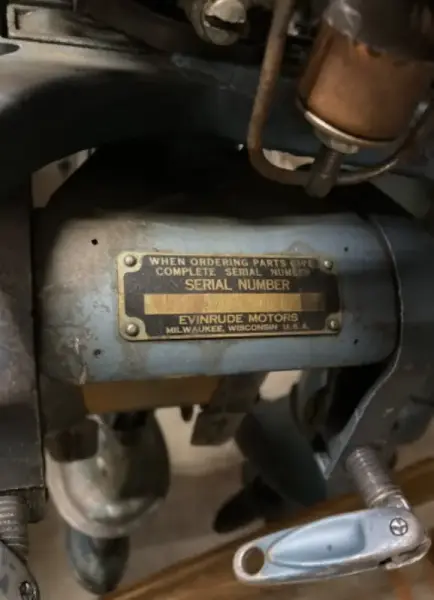 WHEN ORDERING PARTS GIVE
COMPLETE SERIAL NUMBER
SERIAL NUMBER
EVINRUDE MOTORS
MILWAUKEE, WISCONSIN U.S.A.